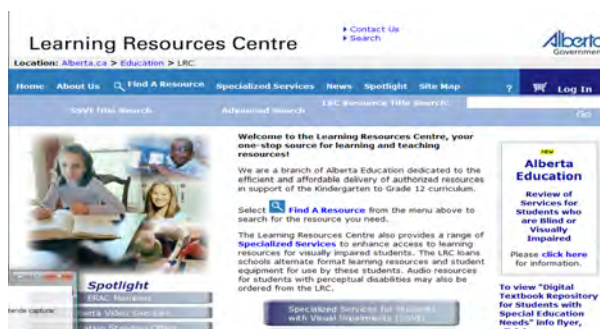 Contact Us
Search
Learning Resources Centre
Alberta
Government
Location: Alberta.ca > Education > LRC
Home About Us Find A Resource Specialized Services News Spotlight Site Map ? Log In
SSVI Title Search Advanced Search LRC Resource Title Search:
Go
Welcome to the Learning Resources Centre, your
one-stop source for learning and teaching
resources!
We are a branch of Alberta Education dedicated to the
efficient and affordable delivery of authorized resources
in support of the Kindergarten to Grade 12 curriculum.
Select Find A Resource from the menu above to
search for the resource you need.
The Learning Resources Centre also provides a range of
Specialized Services to enhance access to learning
resources for visually impaired students. The LRC loans
schools alternate format learning resources and student
equipment for use by these students. Audio resources
for students with perceptual disabilities may also be
ordered from the LRC.
Specialized Services for Students
with Visual Impairments (SSVI)
Spotlight
ERAC Members
capture
NEW
Alberta
Education
Review of
Services for
Students who
are Blind or
Visually
Impaired
Please click here
for information.
To view "Digital
Textbook Repository
for Students with
Special Education
Needs" info flyer,